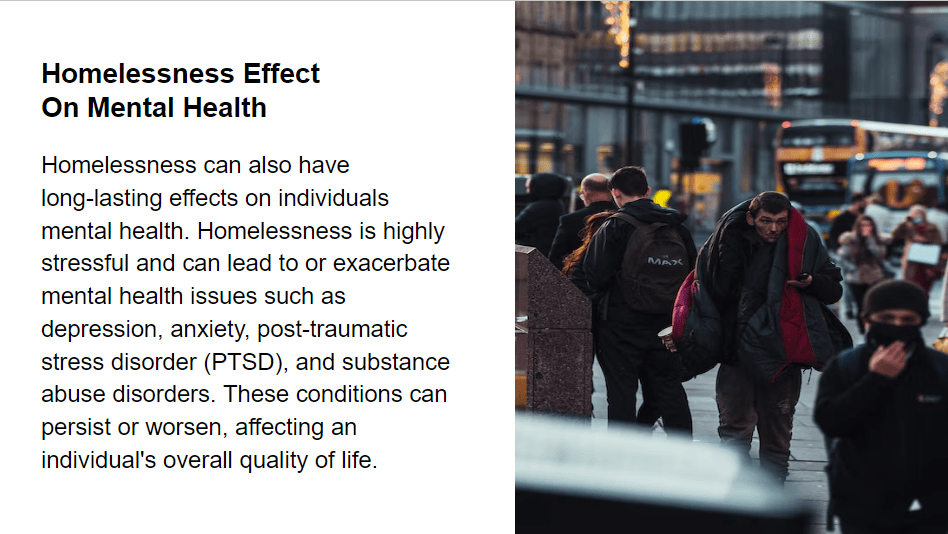 Homelessness Effect
On Mental Health
Homelessness can also have
long-lasting effects on individuals
mental health. Homelessness is highly
stressful and can lead to or exacerbate
mental health issues such as
depression, anxiety, post-traumatic
stress disorder (PTSD), and substance
abuse disorders. These conditions can
persist or worsen, affecting an
individual's overall quality of life.
MAX